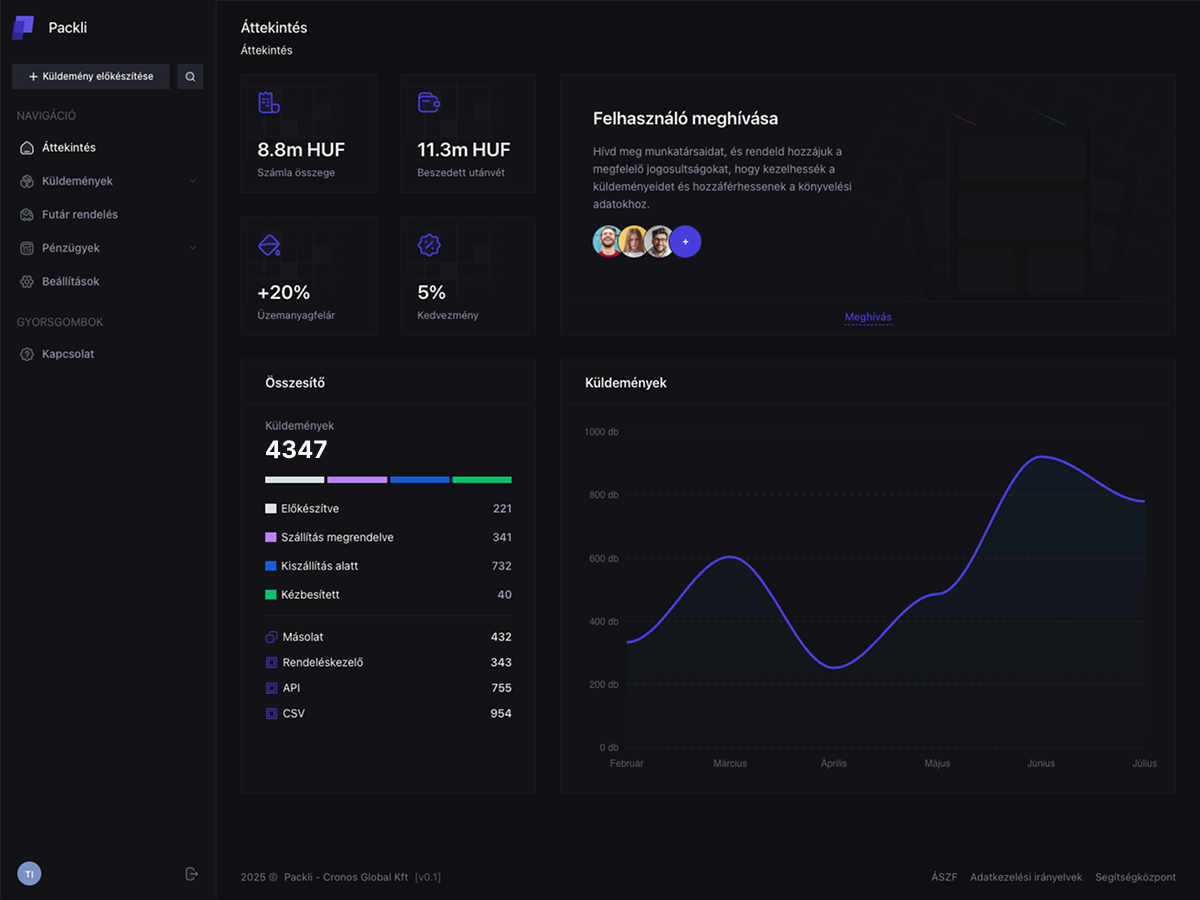 Packli
+ Küldemény előkészítése
NAVIGÁCIÓ
Áttekintés
Küldemények
Futár rendelés
Pénzügyek
Beállítások
GYORSGOMBOK
Kapcsolat
TI
Áttekintés
Áttekintés
8.8m HUF
Számla összege
11.3m HUF
Beszedett utánvét
+20%
Üzemanyagfelár
5%
Kedvezmény
Felhasználó meghívása
Hívd meg munkatársaidat, és rendeld hozzájuk a
megfelelő jogosultságokat, hogy kezelhessék a
küldeményeidet és hozzáférhessenek a könyvelési
adatokhoz.
+
Meghívás
Összesítő
Küldemények
4347
Előkészítve 221
Szállítás megrendelve 341
Kiszállítás alatt 732
Kézbesített 40
Másolat 432
Rendeléskezelő 343
API 755
CSV 954
Küldemények
1000 db
800 db
600 db
400 db
200 db
0 db
Február Március Április Május Június Július
2025 © Packli - Cronos Global Kft [v0.1]
ÁSZF Adatkezelési irányelvek Segítségközpont